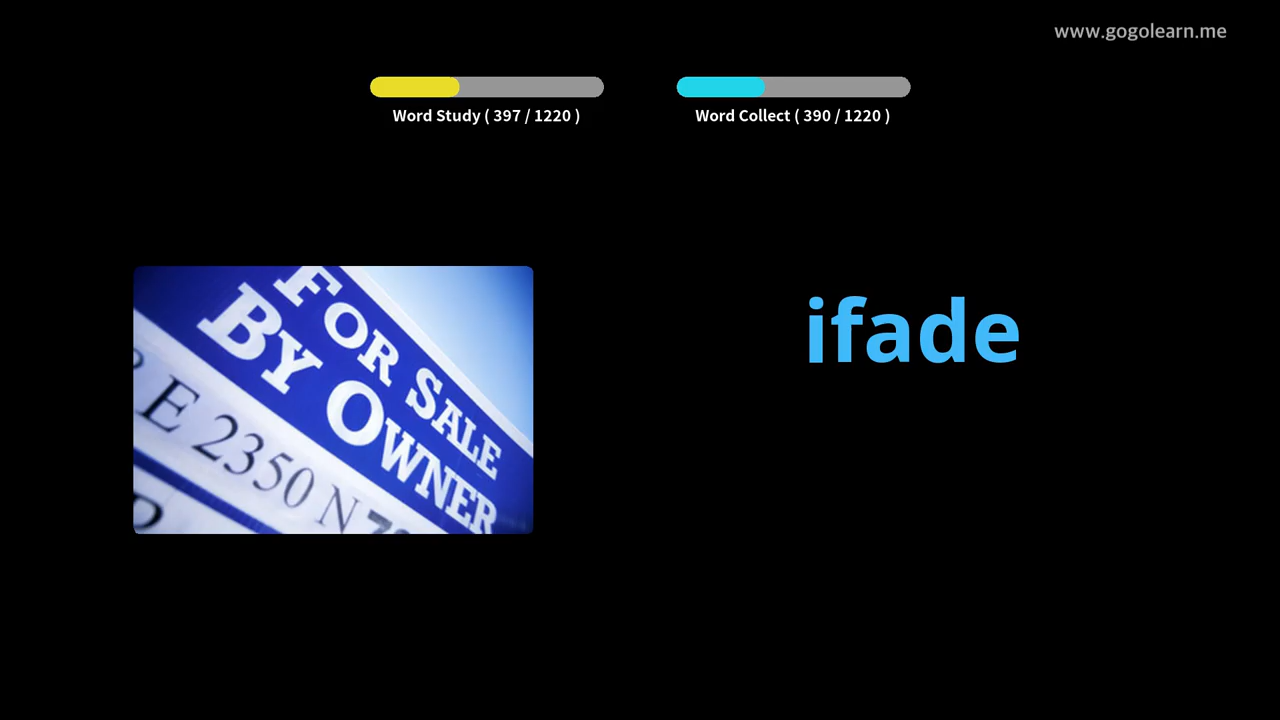 www.gogolearn.me
Word Study ( 397 / 1220 )
Word Collect ( 390 / 1220 )
FOR SALE
BY OWNER
E 2350 N
ifade